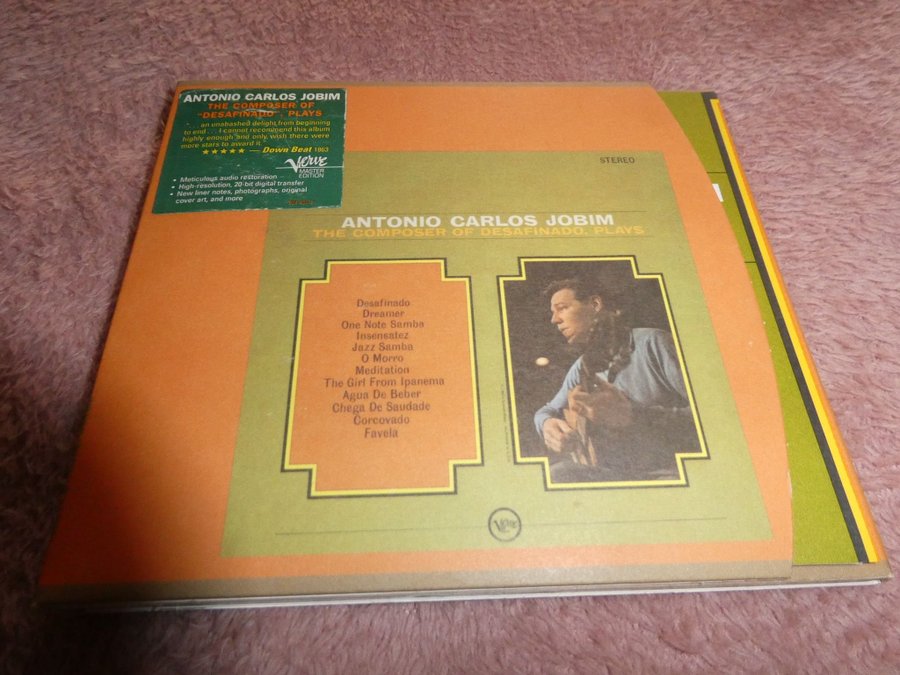 ANTONIO CARLOS JOBIM
THE COMPOSER OF
"DESAFINADO", PLAYS
"... an unabashed delight from beginning
to end ... I cannot recommend this album
highly enough and only wish there were
more stars to award it."
★★★★★ — Down Beat 1963
Verve
MASTER
EDITION
• Meticulous audio restoration
• High-resolution, 20-bit digital transfer
• New liner notes, photographs, original
cover art, and more
STEREO
ANTONIO CARLOS JOBIM
THE COMPOSER OF DESAFINADO, PLAYS
Desafinado
Dreamer
One Note Samba
Insensatez
Jazz Samba
O Morro
Meditation
The Girl From Ipanema
Agua De Beber
Chega De Saudade
Corcovado
Favela
VERVE